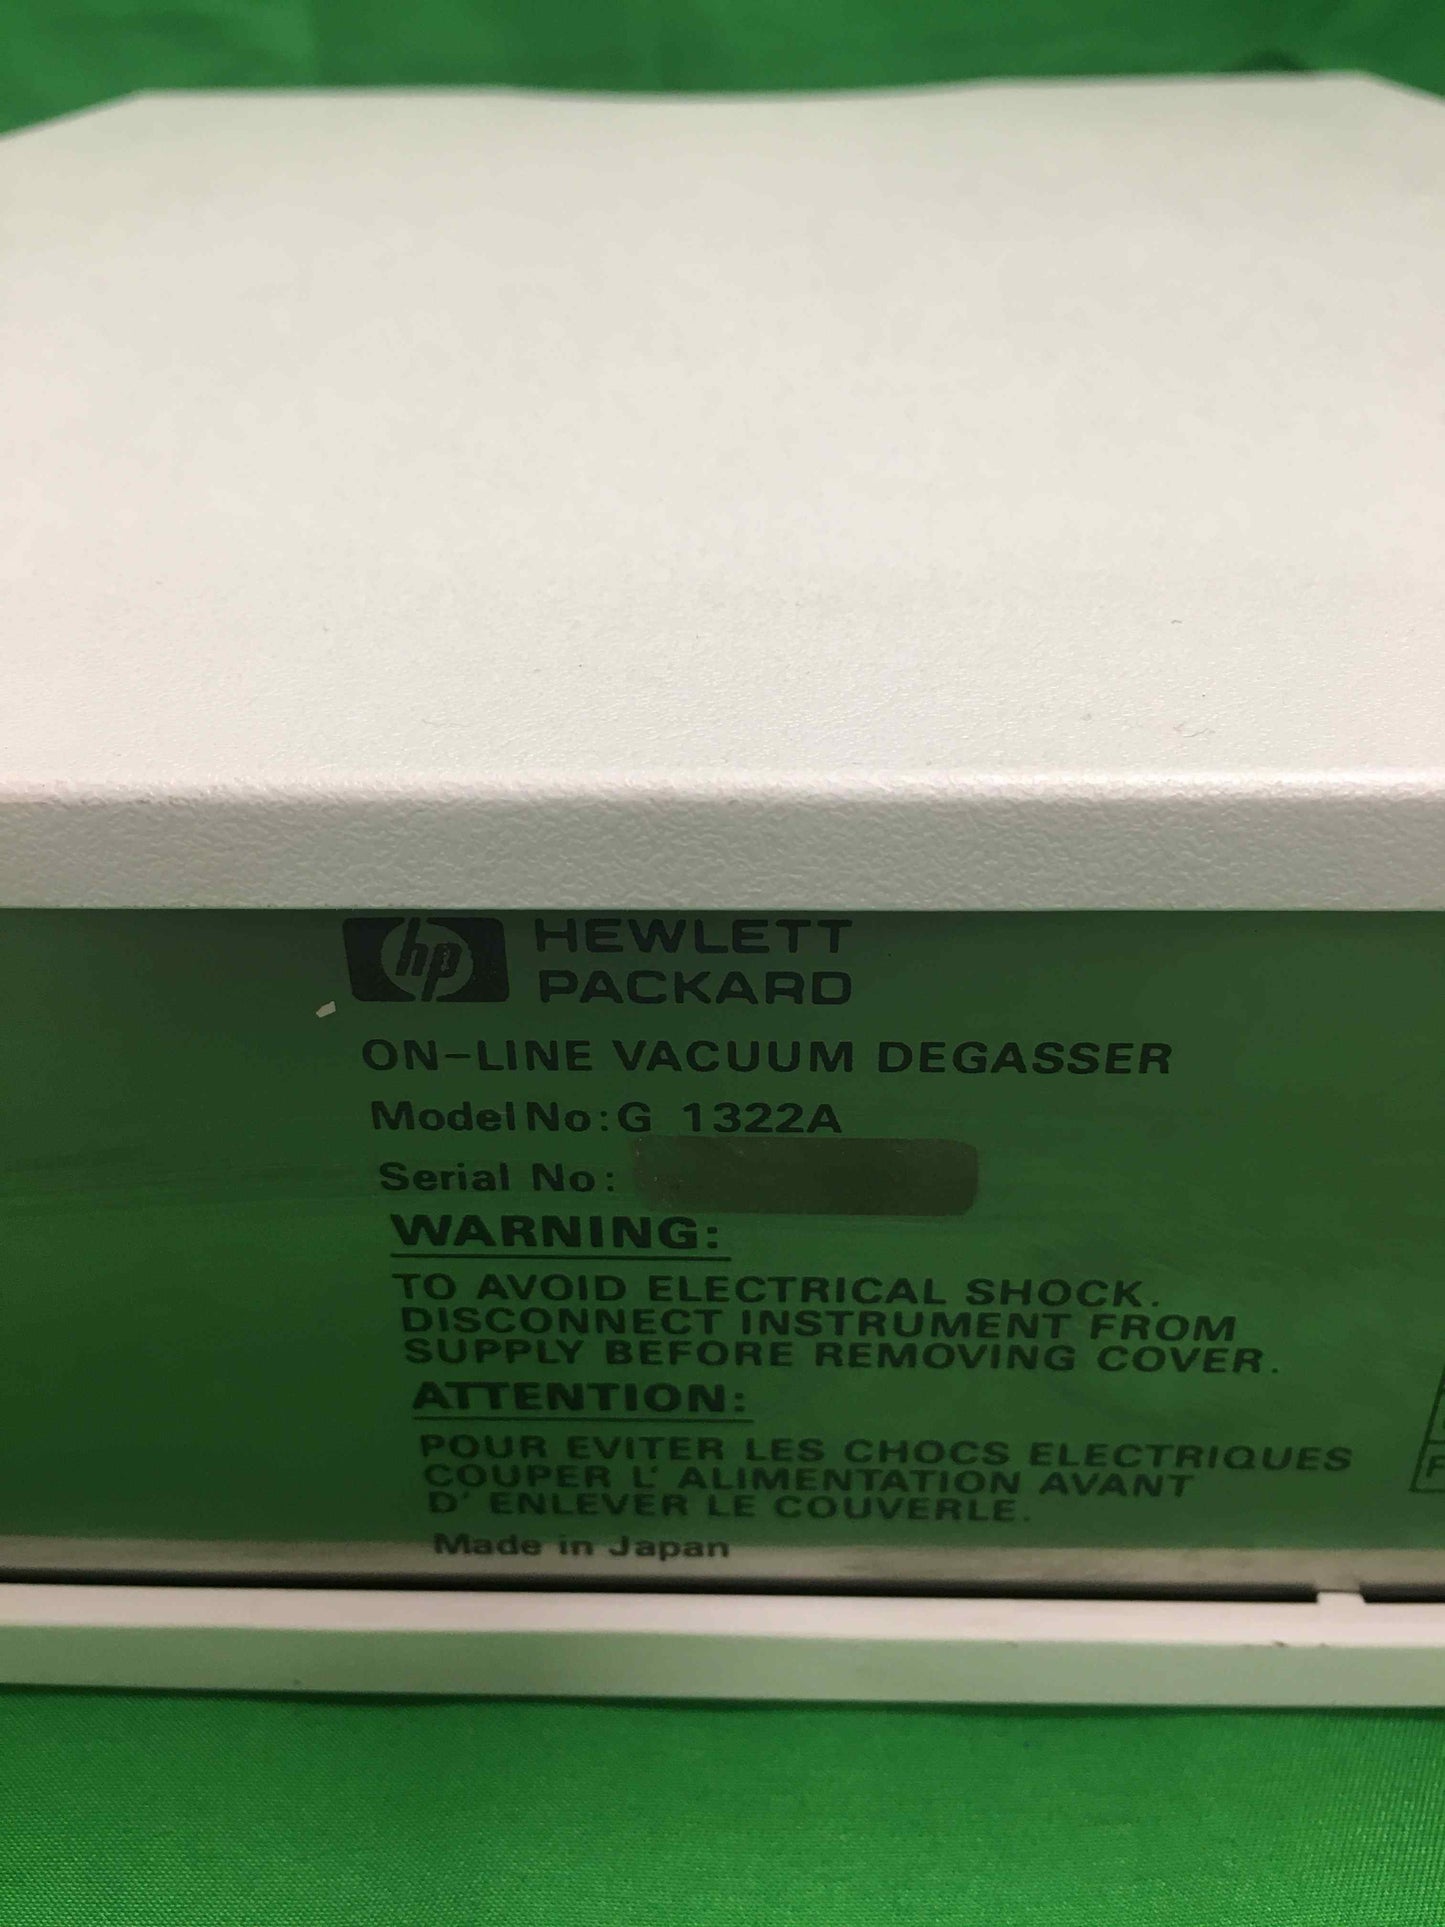 hp HEWLETT
PACKARD
ON-LINE VACUUM DEGASSER
Model No: G 1322A
Serial No:
WARNING:
TO AVOID ELECTRICAL SHOCK.
DISCONNECT INSTRUMENT FROM
SUPPLY BEFORE REMOVING COVER.
ATTENTION:
POUR EVITER LES CHOCS ELECTRIQUES
COUPER L' ALIMENTATION AVANT
D' ENLEVER LE COUVERLE.
Made in Japan